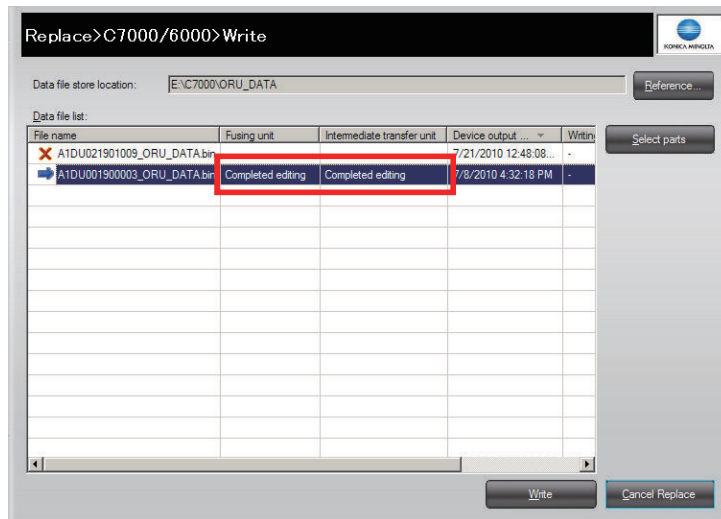 Replace>C7000/6000>Write
KONICA MINOLTA
Data file store location: E:\C7000\ORU_DATA Reference...
Data file list:
File name Fusing unit Intermediate transfer unit Device output ... Writing Select parts
A1DU021901009_ORU_DATA.bin 7/21/2010 12:48:08... -
A1DU001900003_ORU_DATA.bin Completed editing Completed editing 7/8/2010 4:32:18 PM -
Write Cancel Replace